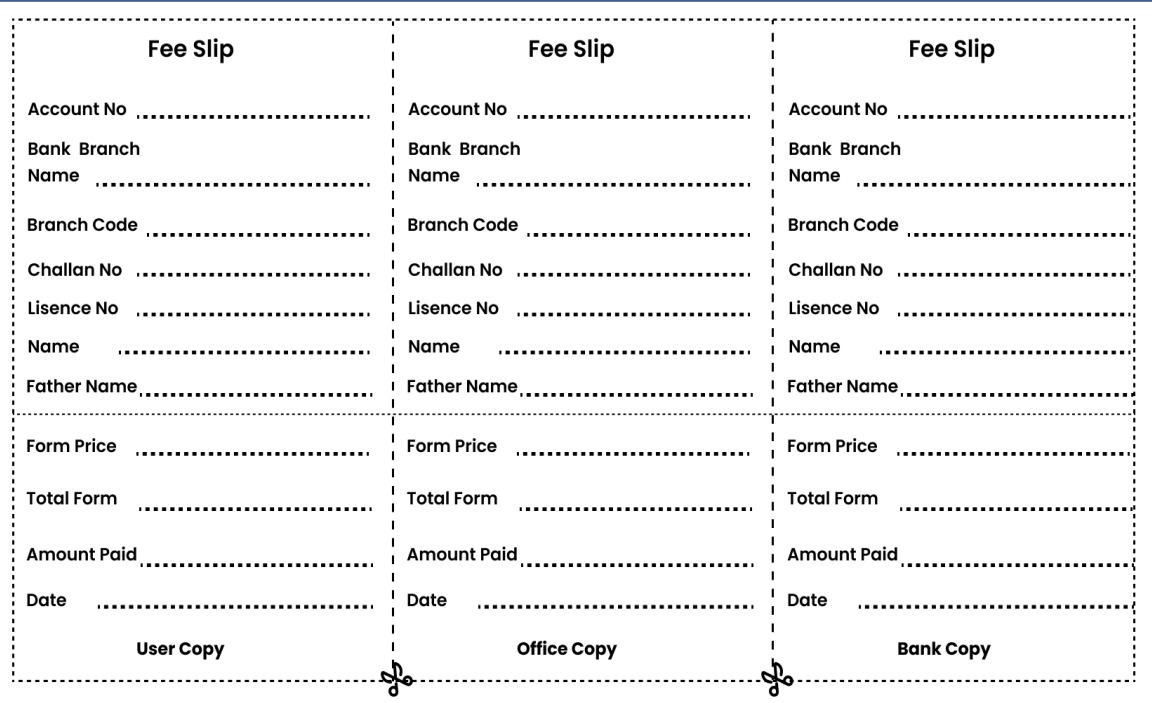 Fee Slip
Account No
Bank Branch
Name
Branch Code
Challan No
Lisence No
Name
Father Name
Form Price
Total Form
Amount Paid
Date
User Copy
Fee Slip
Account No
Bank Branch
Name
Branch Code
Challan No
Lisence No
Name
Father Name
Form Price
Total Form
Amount Paid
Date
Office Copy
Fee Slip
Account No
Bank Branch
Name
Branch Code
Challan No
Lisence No
Name
Father Name
Form Price
Total Form
Amount Paid
Date
Bank Copy